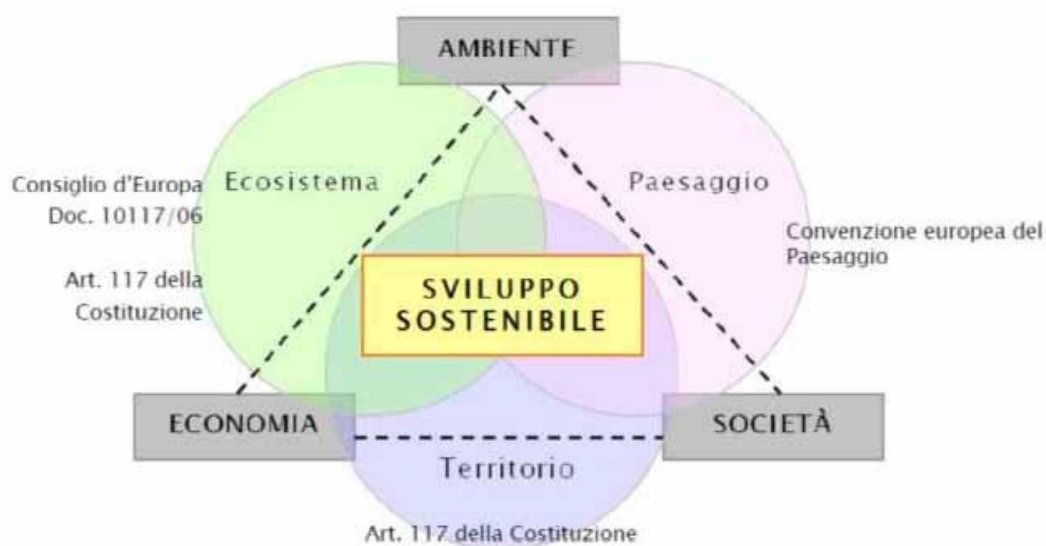 AMBIENTE
Ecosistema
Paesaggio
Consiglio d'Europa
Doc. 10117/06
Convenzione europea del
Paesaggio
Art. 117 della
Costituzione
SVILUPPO
SOSTENIBILE
ECONOMIA
SOCIETÀ
Territorio
Art. 117 della Costituzione